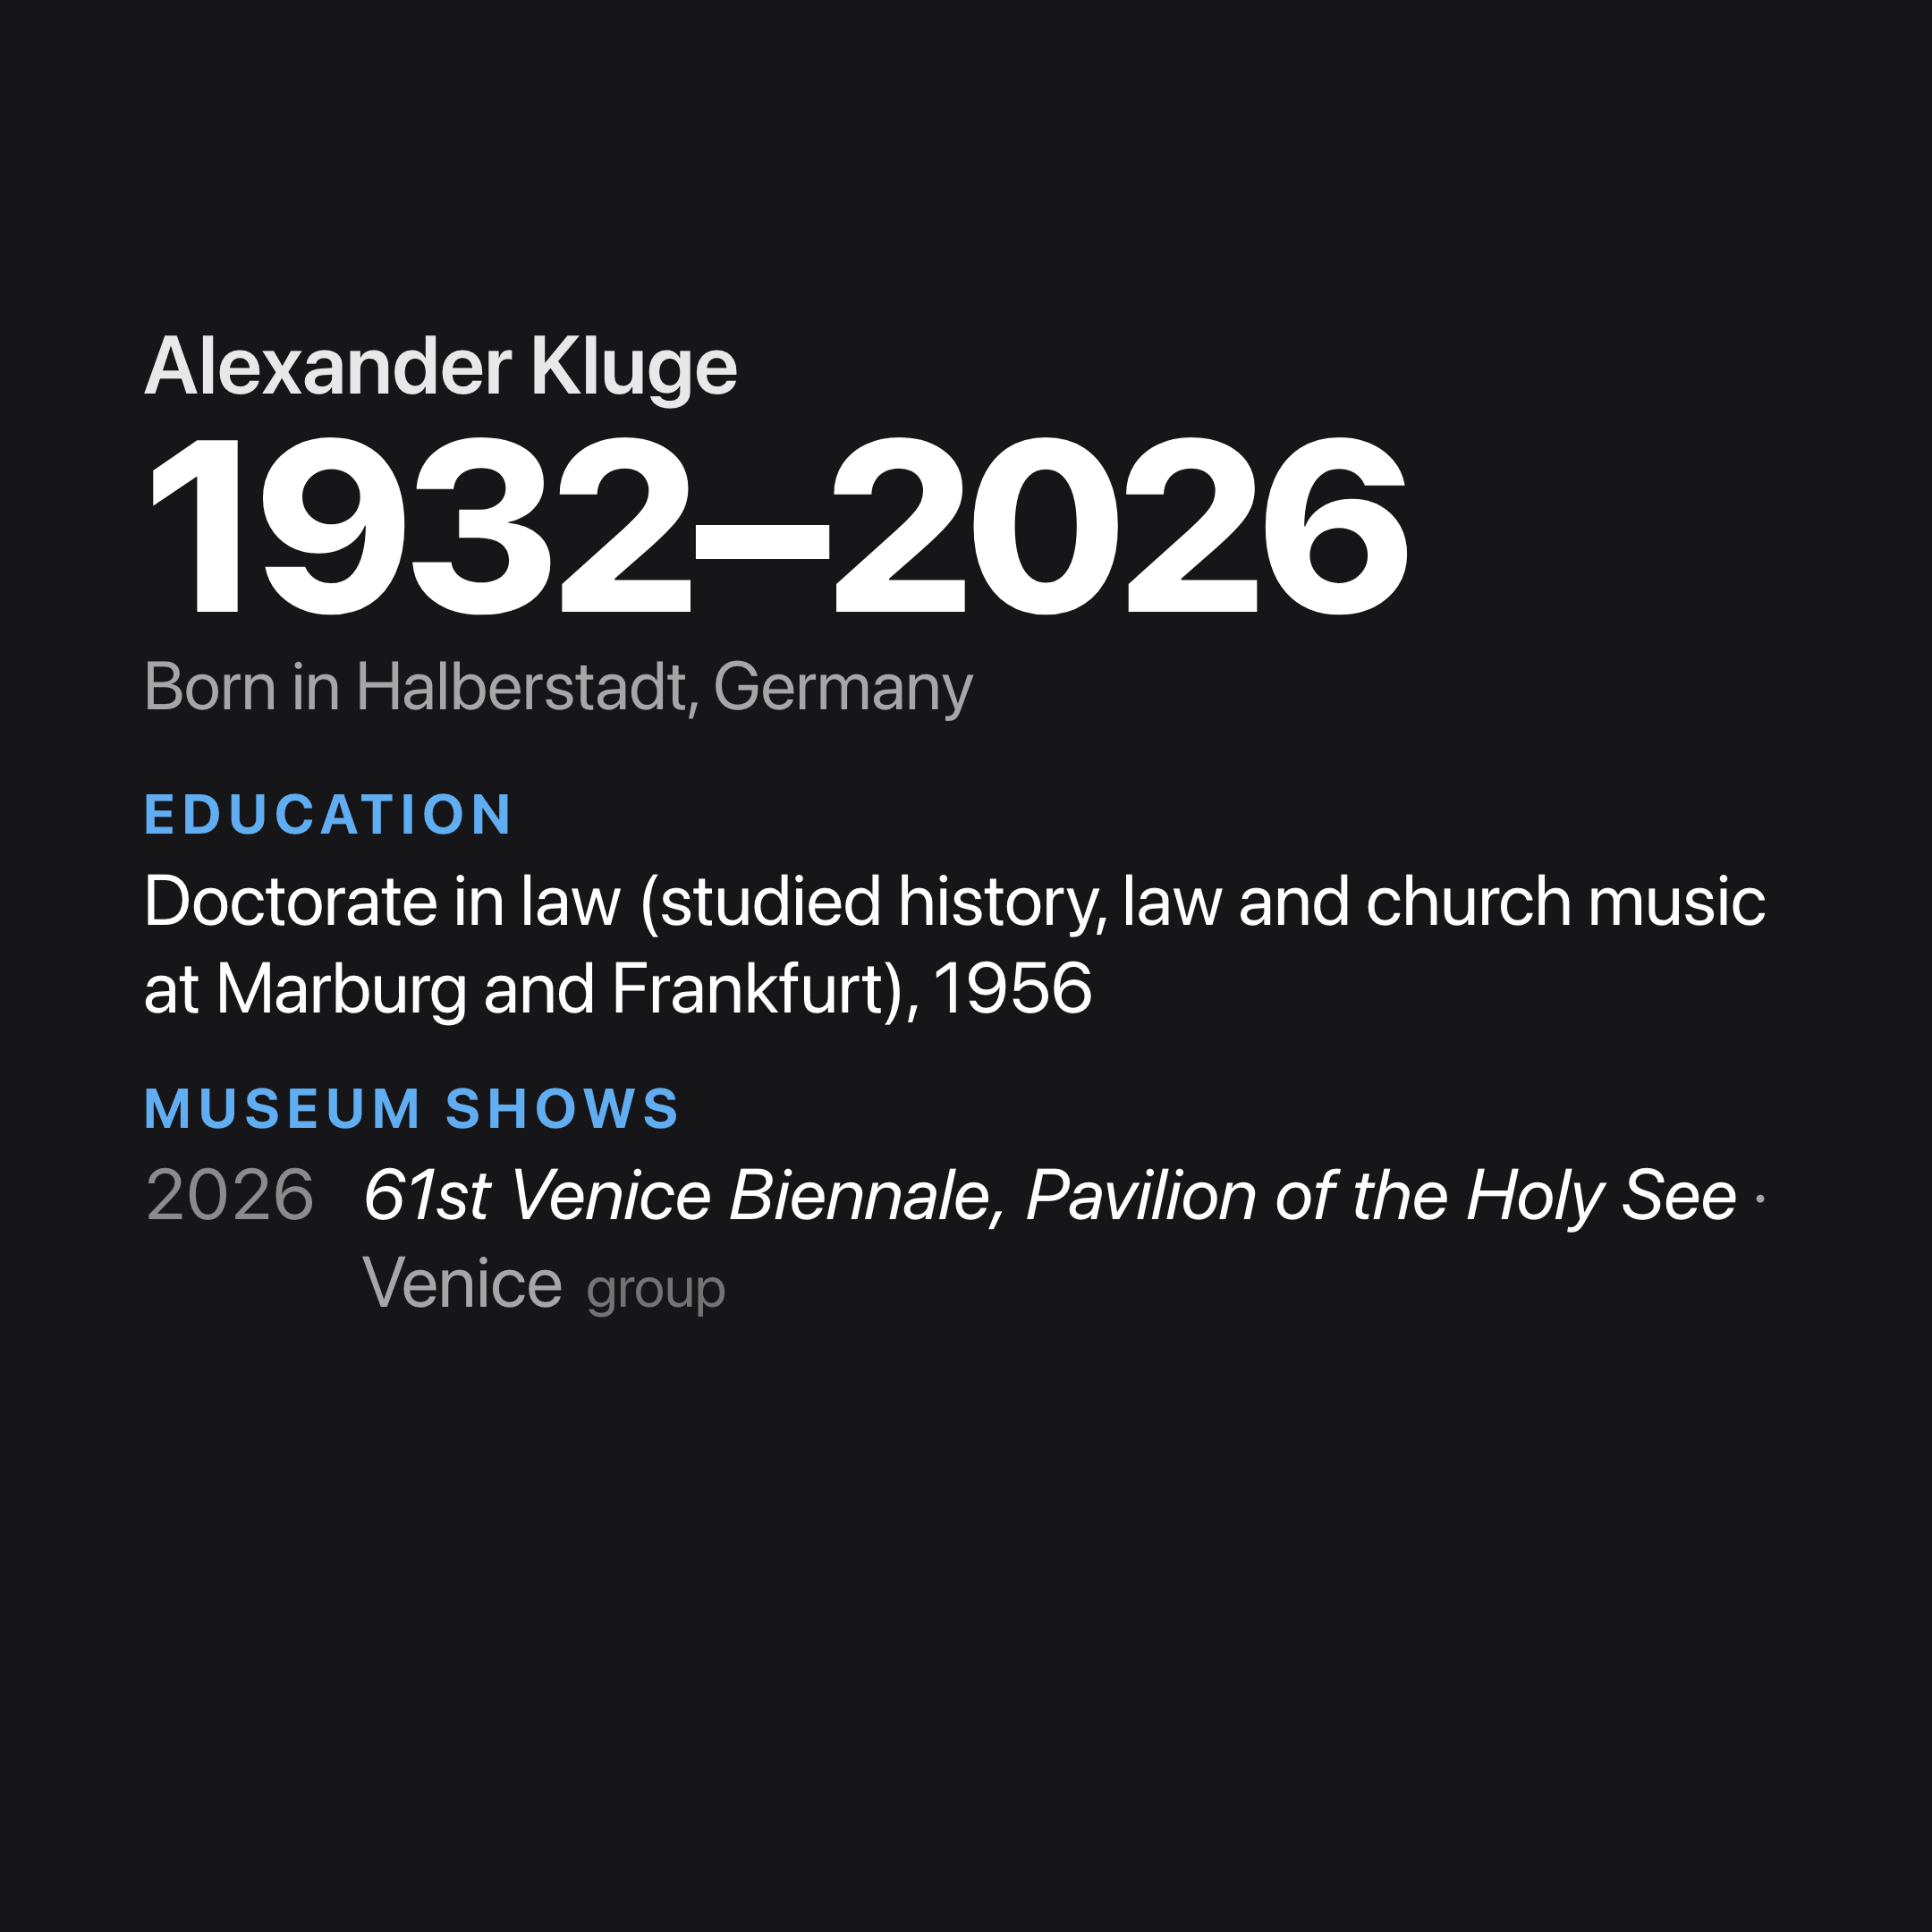 Alexander Kluge
1932–2026
Born in Halberstadt, Germany
EDUCATION
Doctorate in law (studied history, law and church music
at Marburg and Frankfurt), 1956
MUSEUM SHOWS
2026 61st Venice Biennale, Pavilion of the Holy See ·
Venice group